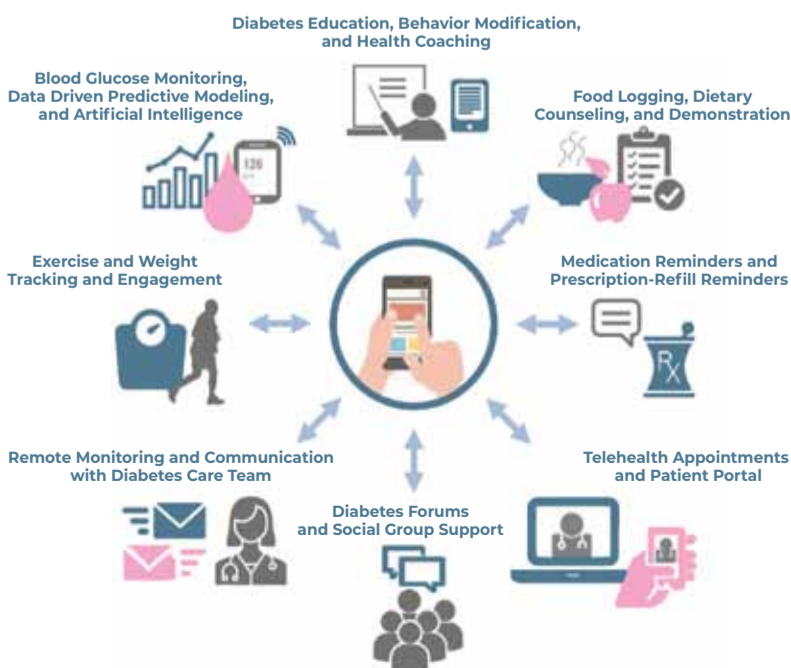 Diabetes Education, Behavior Modification,
and Health Coaching
Blood Glucose Monitoring,
Data Driven Predictive Modeling,
and Artificial Intelligence
126
Food Logging, Dietary
Counseling, and Demonstration
Exercise and Weight
Tracking and Engagement
Medication Reminders and
Prescription-Refill Reminders
RX
Remote Monitoring and Communication
with Diabetes Care Team
Diabetes Forums
and Social Group Support
Telehealth Appointments
and Patient Portal